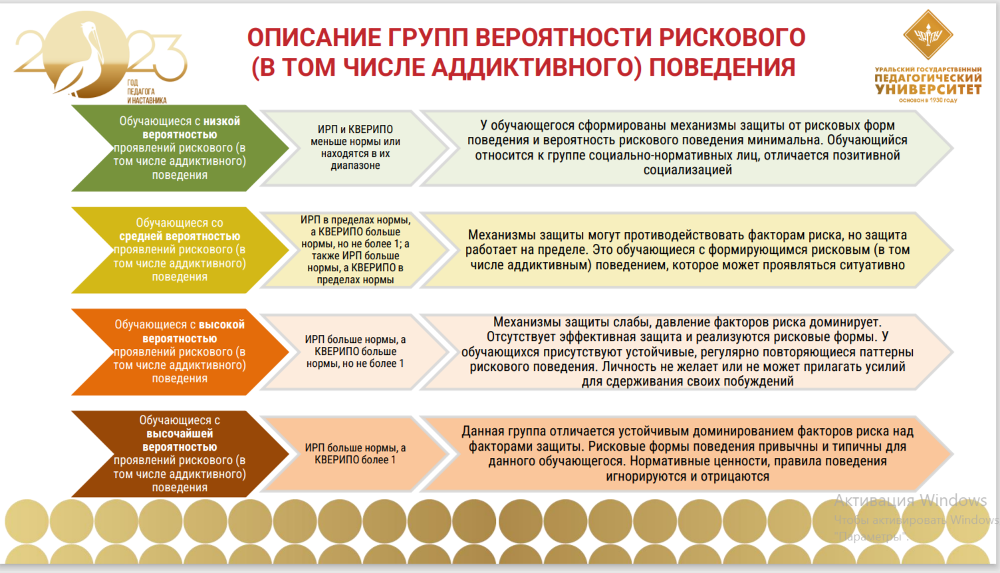 2023
ГОД
ПЕДАГОГА
И НАСТАВНИКА
ОПИСАНИЕ ГРУПП ВЕРОЯТНОСТИ РИСКОВОГО
(В ТОМ ЧИСЛЕ АДДИКТИВНОГО) ПОВЕДЕНИЯ
УРГПУ
УРАЛЬСКИЙ ГОСУДАРСТВЕННЫЙ
ПЕДАГОГИЧЕСКИЙ
УНИВЕРСИТЕТ
основан в 1930 году
Обучающиеся с низкой
вероятностью
проявлений рискового (в
том числе аддиктивного)
поведения
ИРП и КВЕРИПО
меньше нормы или
находятся в их
диапазоне
У обучающегося сформированы механизмы защиты от рисковых форм
поведения и вероятность рискового поведения минимальна. Обучающийся
относится к группе социально-нормативных лиц, отличается позитивной
социализацией
Обучающиеся со
средней вероятностью
проявлений рискового (в
том числе аддиктивного)
поведения
ИРП в пределах нормы,
а КВЕРИПО больше
нормы, но не более 1; а
также ИРП больше
нормы, а КВЕРИПО в
пределах нормы
Механизмы защиты могут противодействовать факторам риска, но защита
работает на пределе. Это обучающиеся с формирующимся рисковым (в том
числе аддиктивным) поведением, которое может проявляться ситуативно
Обучающиеся с высокой
вероятностью
проявлений рискового (в
том числе аддиктивного)
поведения
ИРП больше нормы, а
КВЕРИПО больше
нормы, но не более 1
Механизмы защиты слабы, давление факторов риска доминирует.
Отсутствует эффективная защита и реализуются рисковые формы. У
обучающихся присутствуют устойчивые, регулярно повторяющиеся паттерны
рискового поведения. Личность не желает или не может прилагать усилий
для сдерживания своих побуждений
Обучающиеся с
высочайшей
вероятностью
проявлений рискового (в
том числе аддиктивного)
поведения
ИРП больше нормы, а
КВЕРИПО более 1
Данная группа отличается устойчивым доминированием факторов риска над
факторами защиты. Рисковые формы поведения привычны и типичны для
данного обучающегося. Нормативные ценности, правила поведения
игнорируются и отрицаются
Активация Windows
Чтобы активировать Windows
"Параметры".